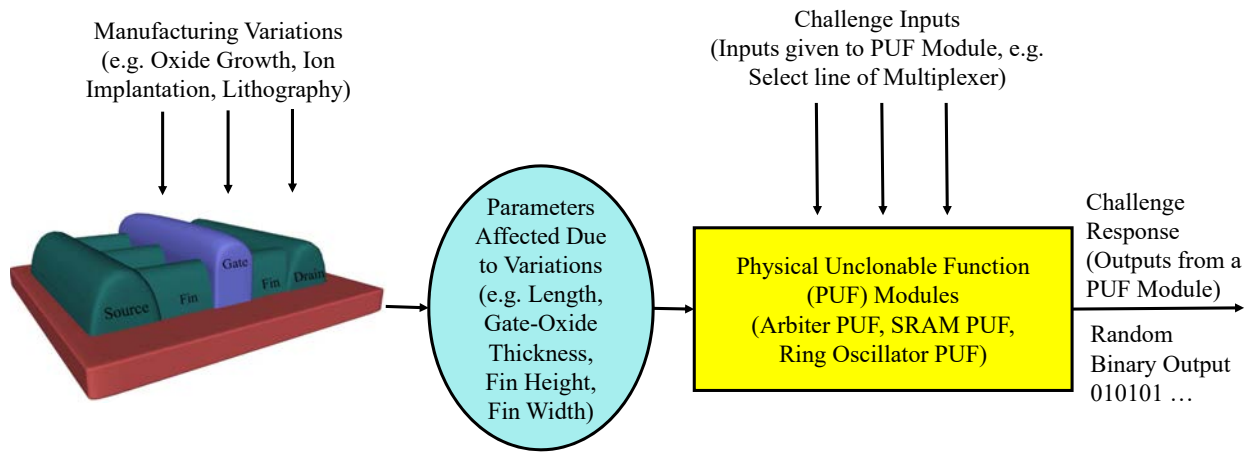 Manufacturing Variations
(e.g. Oxide Growth, Ion
Implantation, Lithography)
Source
Fin
Gate
Fin
Drain
Parameters
Affected Due
to Variations
(e.g. Length,
Gate-Oxide
Thickness,
Fin Height,
Fin Width)
Challenge Inputs
(Inputs given to PUF Module, e.g.
Select line of Multiplexer)
Physical Unclonable Function
(PUF) Modules
(Arbiter PUF, SRAM PUF,
Ring Oscillator PUF)
Challenge
Response
(Outputs from a
PUF Module)
Random
Binary Output
010101 ...